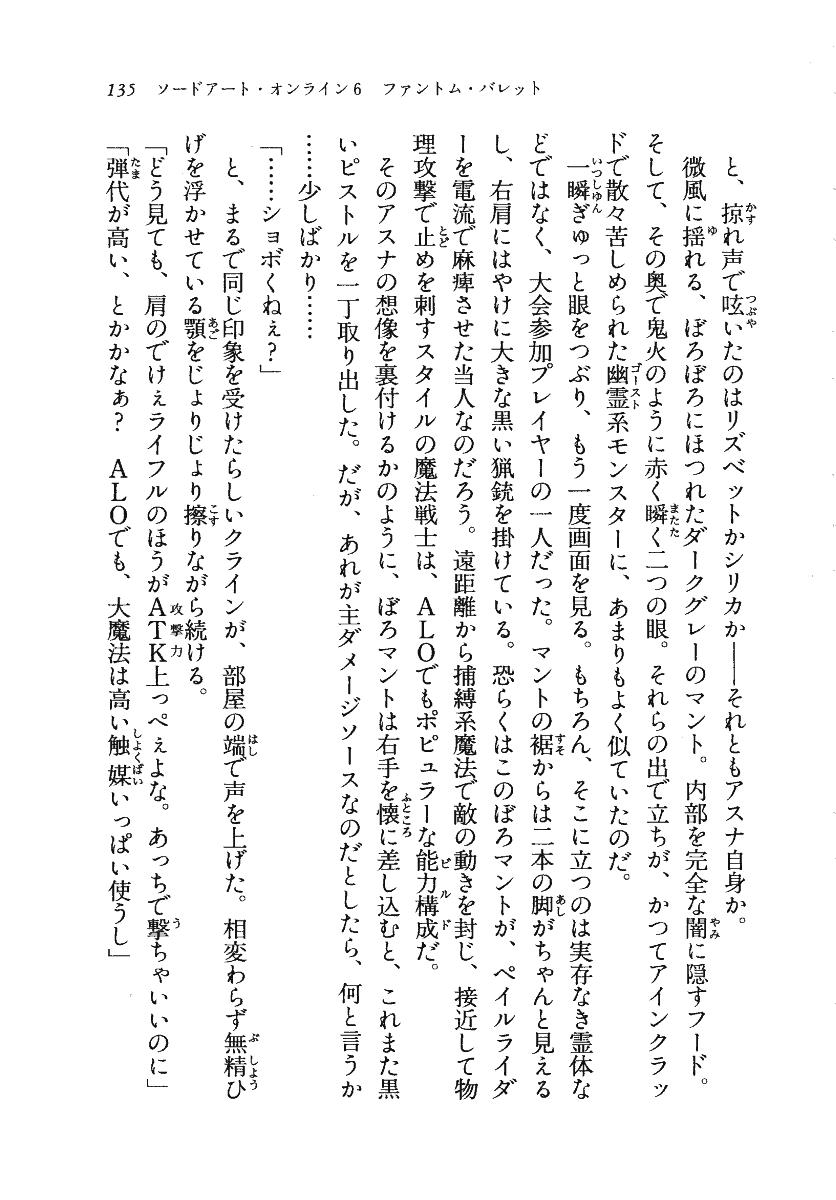 135　ソードアート・オンライン6　ファントム・バレット
と、掠れ声で呟いたのはリズベットかシリカか――それともアスナ自身か。
微風に揺れる、ぼろぼろにほつれたダークグレーのマント。内部を完全な闇に隠すフード。
そして、その奥で鬼火のように赤く瞬く二つの眼。それらの出で立ちが、かつてアインクラッ
ドで散々苦しめられた幽霊系モンスターに、あまりもよく似ていたのだ。
一瞬ぎゅっと眼をつぶり、もう一度画面を見る。もちろん、そこに立つのは実存なき霊体な
どではなく、大会参加プレイヤーの一人だった。マントの裾からは二本の脚がちゃんと見える
し、右肩にはやけに大きな黒い猟銃を掛けている。恐らくはこのぼろマントが、ペイルライダ
ーを電流で麻痺させた当人なのだろう。遠距離から捕縛系魔法で敵の動きを封じ、接近して物
理攻撃で止めを刺すスタイルの魔法戦士は、ALOでもポピュラーな能力構成だ。
そのアスナの想像を裏付けるかのように、ぼろマントは右手を懐に差し込むと、これまた黒
いピストルを一丁取り出した。だが、あれが主ダメージソースなのだとしたら、何と言うか
……少しばかり……
「……ショボくねぇ？」
と、まるで同じ印象を受けたらしいクラインが、部屋の端で声を上げた。相変わらず無精ひ
げを浮かせている顎をじょりじょり擦りながら続ける。
「どう見ても、肩のでけぇライフルのほうがATK上っぺぇよな。あっちで撃ちゃいいのに」
「弾代が高い、とかかなぁ？　ALOでも、大魔法は高い触媒いっぱい使うし」